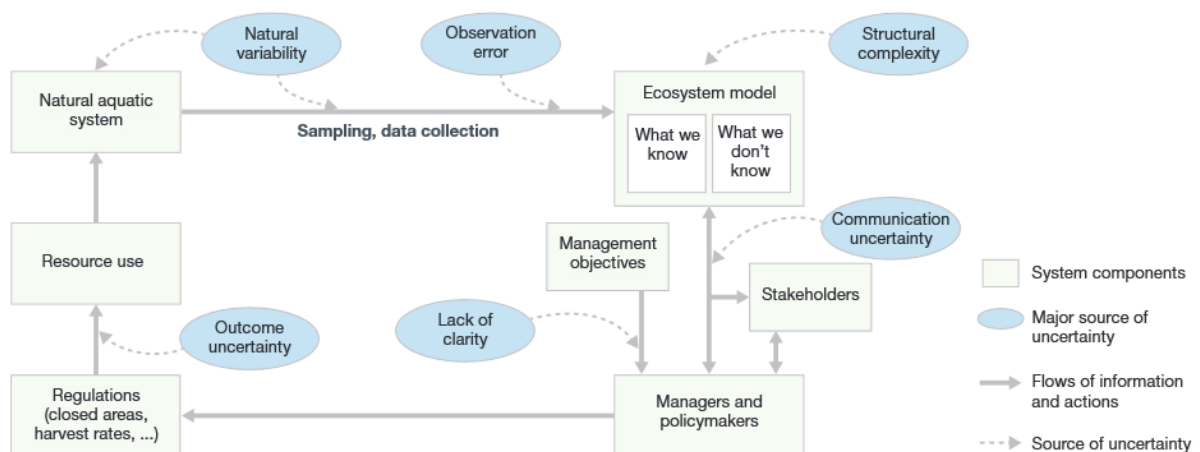 Natural
variability
Observation
error
Structural
complexity
Natural aquatic
system
Sampling, data collection
Ecosystem model
What we
know
What we
don't
know
Communication
uncertainty
Resource use
Management
objectives
Stakeholders
System components
Outcome
uncertainty
Lack of
clarity
Major source of
uncertainty
Regulations
(closed areas,
harvest rates, ...)
Managers and
policymakers
Flows of information
and actions
Source of uncertainty